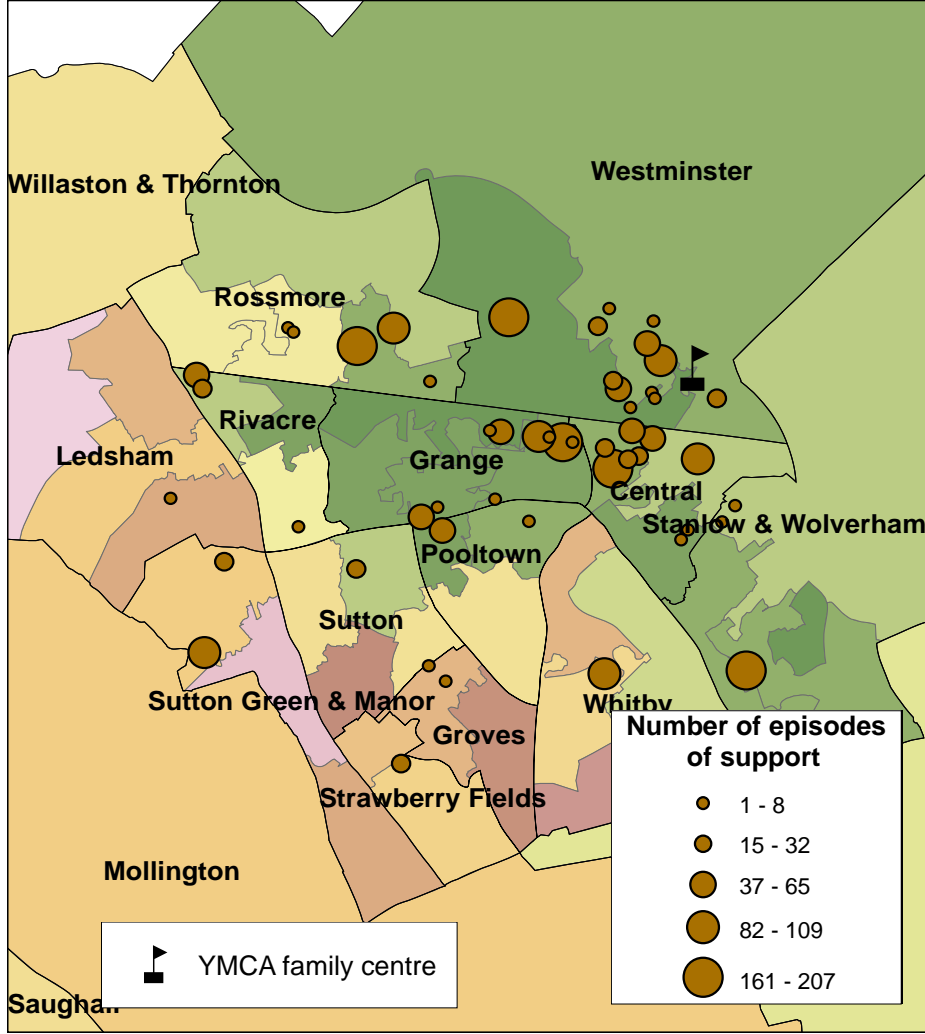 Westminster
Willaston & Thornton
Rossmore
Rivacre
Ledsham
Grange
Central
Stanlow & Wolverham
Pooltown
Sutton
Sutton Green & Manor
Whitby
Groves
Strawberry Fields
Mollington
Number of episodes
of support
1 - 8
15 - 32
37 - 65
82 - 109
161 - 207
YMCA family centre
Saughall